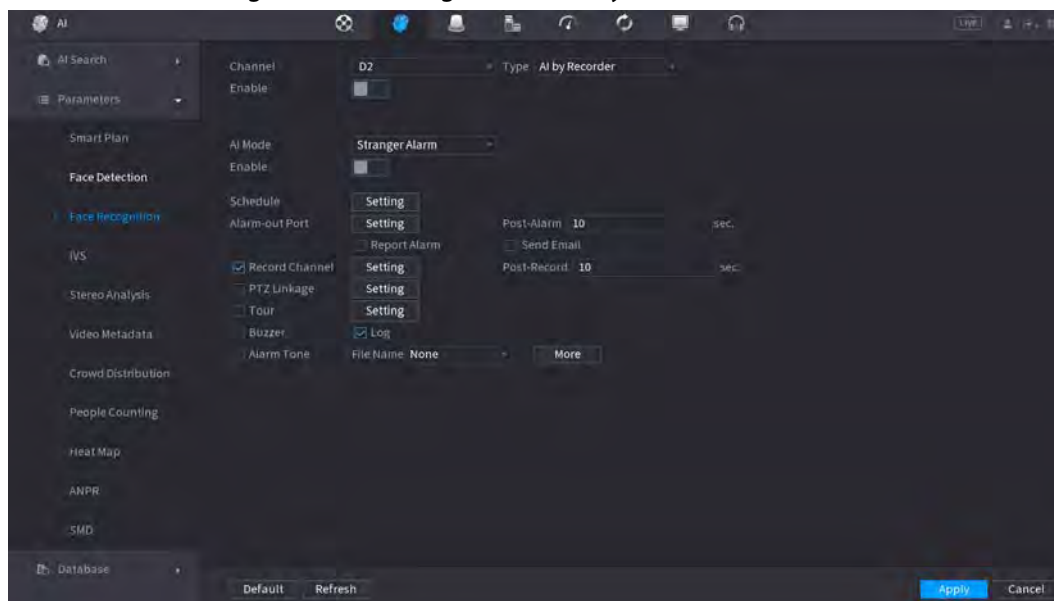 AI
LIVE
AI Search
Parameters
Smart Plan
Face Detection
Face Recognition
IVS
Stereo Analysis
Video Metadata
Crowd Distribution
People Counting
Heat Map
ANPR
SMD
Database
Channel D2 Type AI by Recorder
Enable
AI Mode Stranger Alarm
Enable
Schedule Setting
Alarm-out Port Setting Post-Alarm 10 sec.
Report Alarm Send Email
Record Channel Setting Post-Record 10 sec.
PTZ Linkage Setting
Tour Setting
Buzzer Log
Alarm Tone File Name None More
Default Refresh Apply Cancel